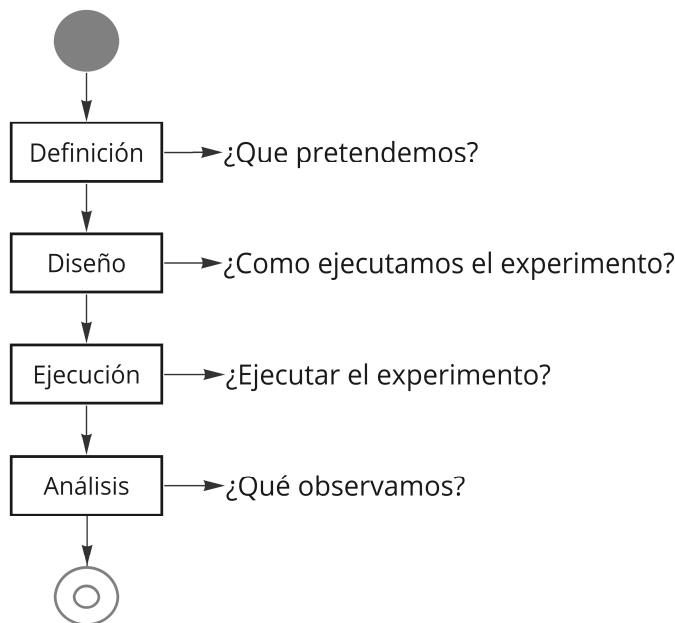 Definición
¿Que pretendemos?
Diseño
¿Como ejecutamos el experimento?
Ejecución
¿Ejecutar el experimento?
Análisis
¿Qué observamos?